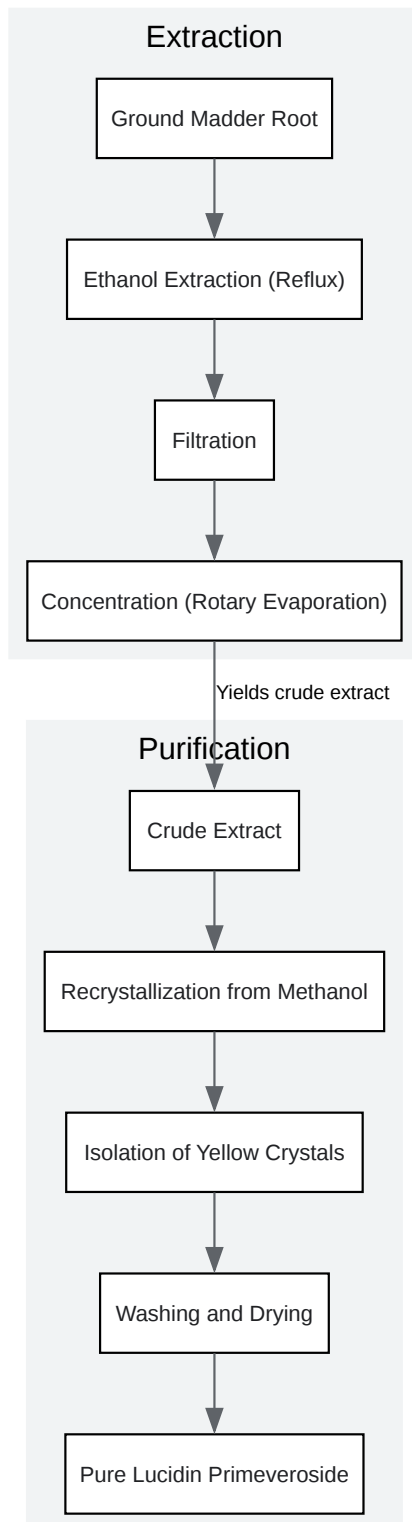 Extraction
Ground Madder Root
Ethanol Extraction (Reflux)
Filtration
Concentration (Rotary Evaporation)
Yields crude extract
Purification
Crude Extract
Recrystallization from Methanol
Isolation of Yellow Crystals
Washing and Drying
Pure Lucidin Primeveroside